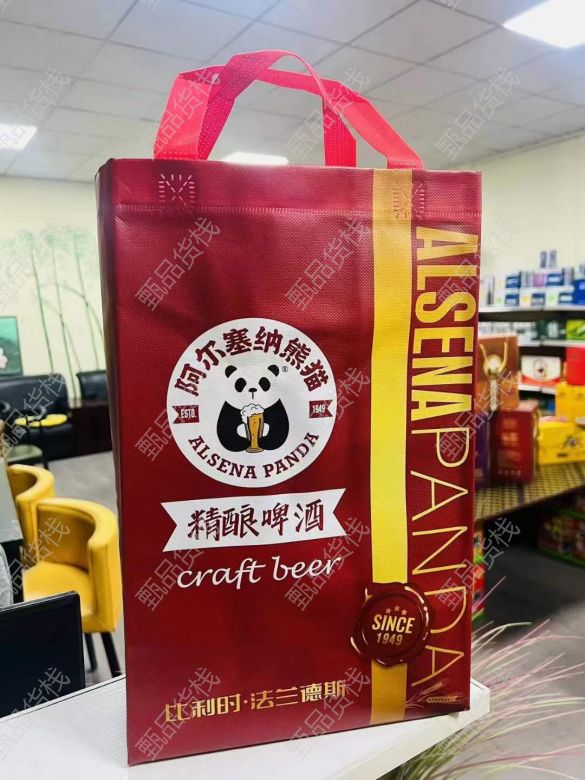 阿尔塞纳熊猫
®
ESTD. 1949
ALSENA PANDA
精酿啤酒
craft beer
ALSENA PANDA
SINCE
1949
比利时·法兰德斯
甄品货栈